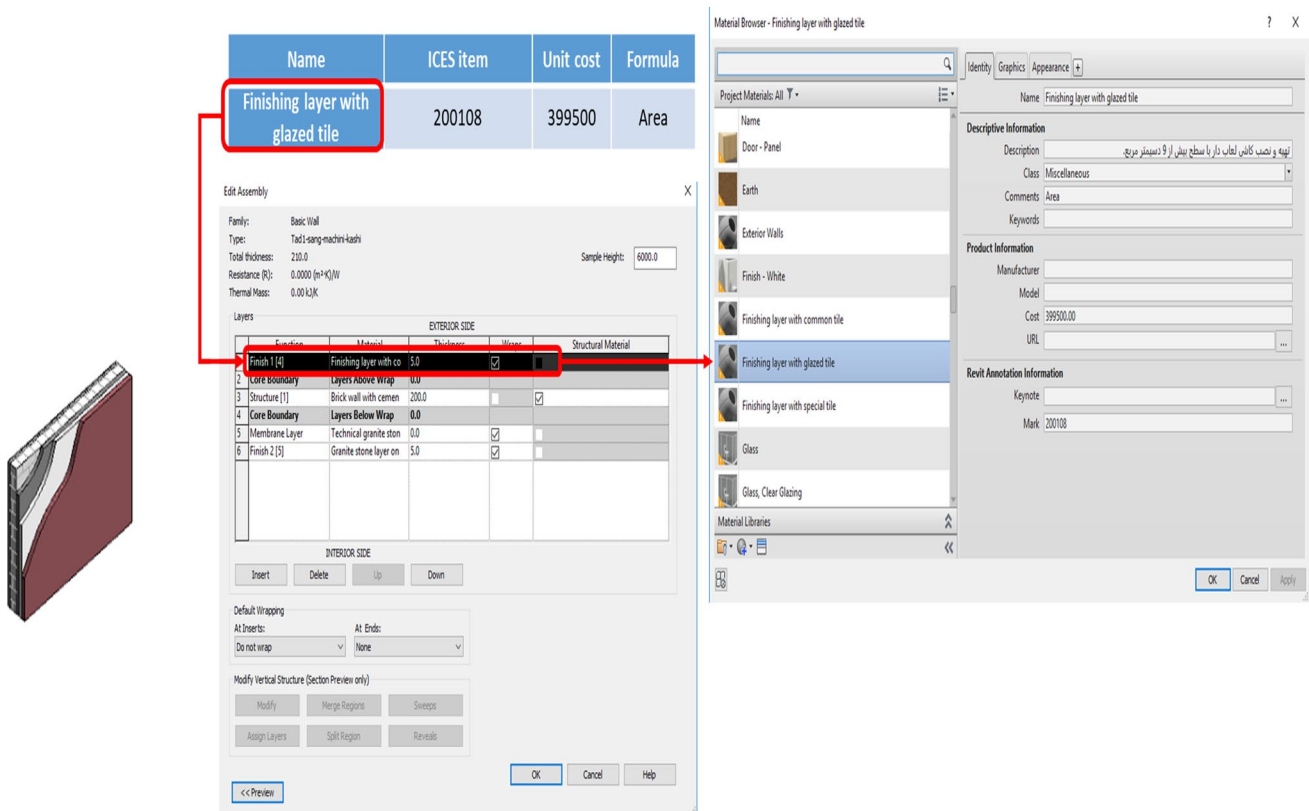 Name ICES item Unit cost Formula
Finishing layer with glazed tile 200108 399500 Area
Edit Assembly X
Family: Basic Wall
Type: Tad1-sang-machini-kashi
Total thickness: 210.0 Sample Height: 6000.0
Resistance (R): 0.0000 (m²·K)/W
Thermal Mass: 0.00 kJ/K
Layers
EXTERIOR SIDE
Function Material Thickness Wraps Structural Material
Finish 1 [4] Finishing layer with co 5.0
2 Core Boundary Layers Above Wrap 0.0
3 Structure [1] Brick wall with cemen 200.0
4 Core Boundary Layers Below Wrap 0.0
5 Membrane Layer Technical granite ston 0.0
6 Finish 2 [5] Granite stone layer on 5.0
INTERIOR SIDE
Insert Delete Up Down
Default Wrapping
At Inserts: At Ends:
Do not wrap None
Modify Vertical Structure (Section Preview only)
Modify Merge Regions Sweeps
Assign Layers Split Region Reveals
OK Cancel Help
<< Preview
Material Browser - Finishing layer with glazed tile ? X
Project Materials: All
Name
Door - Panel
Earth
Exterior Walls
Finish - White
Finishing layer with common tile
Finishing layer with glazed tile
Finishing layer with special tile
Glass
Glass, Clear Glazing
Material Libraries
Identity Graphics Appearance +
Name Finishing layer with glazed tile
Descriptive Information
Description تهیه و نصب کاشی لعاب دار با سطح بیش از 9 دسیمتر مربع.
Class Miscellaneous
Comments Area
Keywords
Product Information
Manufacturer
Model
Cost 399500.00
URL ...
Revit Annotation Information
Keynote ...
Mark 200108
OK Cancel Apply